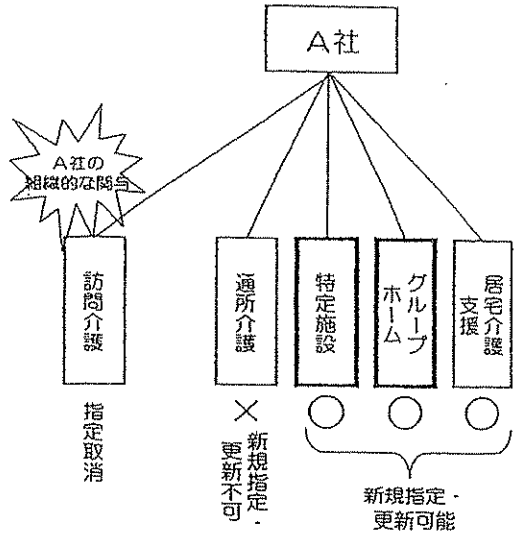 A社
A社の
組織的な関与
訪問介護
通所介護
特定施設
グループ
ホーム
居宅介護
支援
指定取消
×
新規指定・
更新不可
○
○
○
新規指定・
更新可能